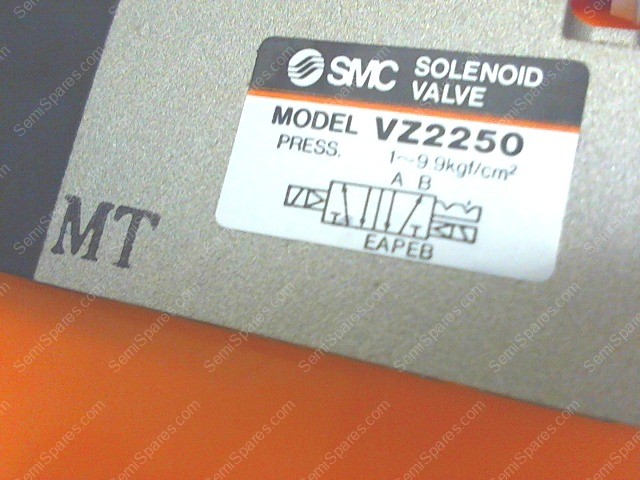 SMC SOLENOID
VALVE
MODEL VZ2250
PRESS. 1~9.9kgf/cm²
A B
EAPEB
MT
SemiSpares.com